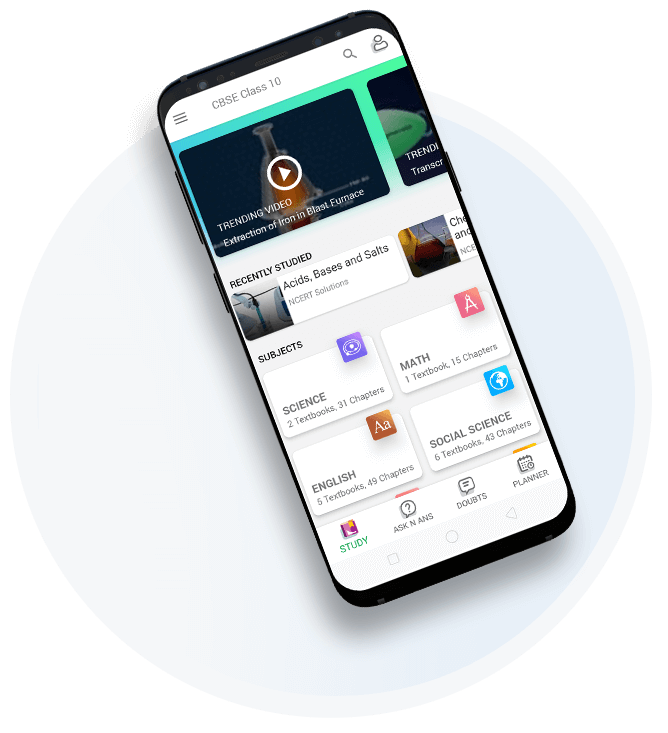 CBSE Class 10
TRENDING VIDEO
Extraction of Iron in Blast Furnace
TRENDI
Transcr
RECENTLY STUDIED
Acids, Bases and Salts
NCERT Solutions
Che
and
NCE
SUBJECTS
SCIENCE
2 Textbooks, 31 Chapters
MATH
1 Textbook, 15 Chapters
Aa
ENGLISH
5 Textbooks, 49 Chapters
SOCIAL SCIENCE
6 Textbooks, 43 Chapters
STUDY
ASK N ANS
DOUBTS
PLANNER